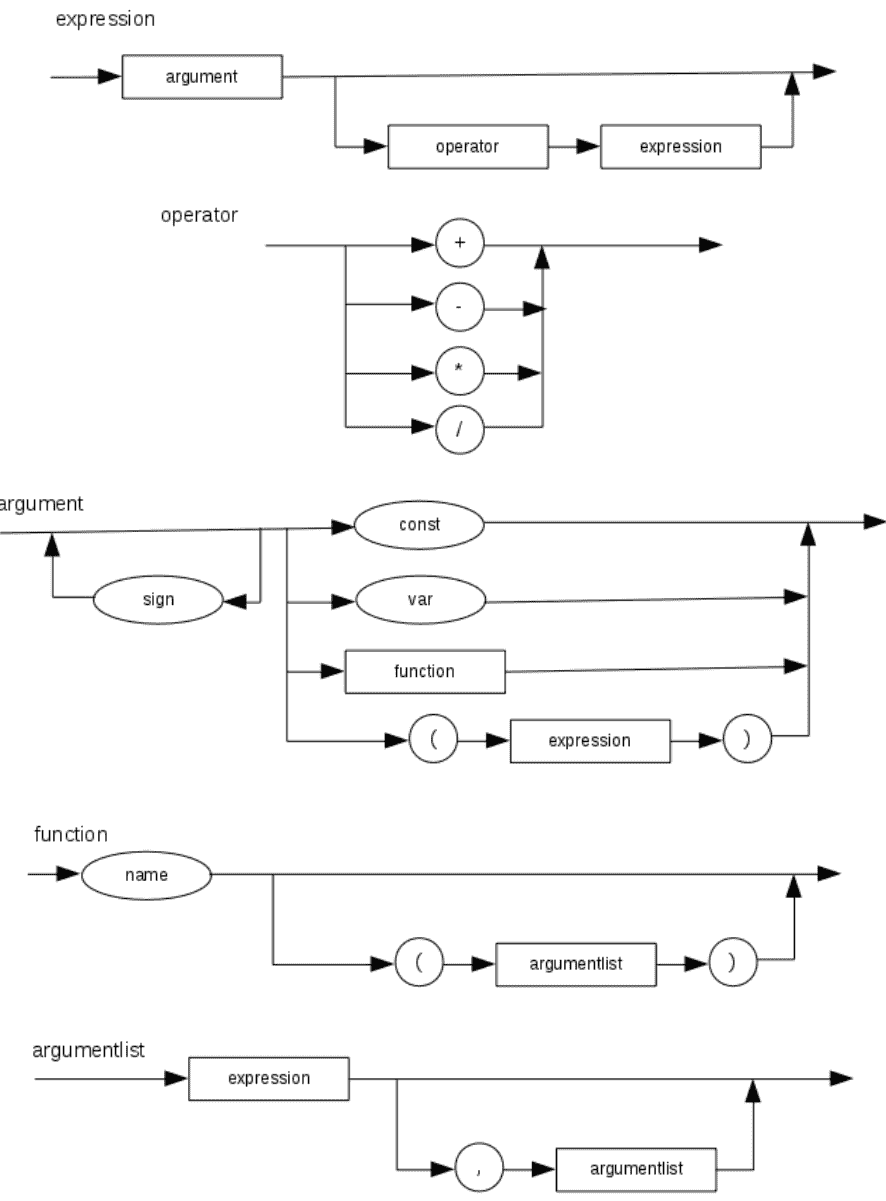 expression
argument
operator expression
operator
+
-
*
/
argument
const
sign var
function
( expression )
function
name
( argumentlist )
argumentlist
expression
, argumentlist